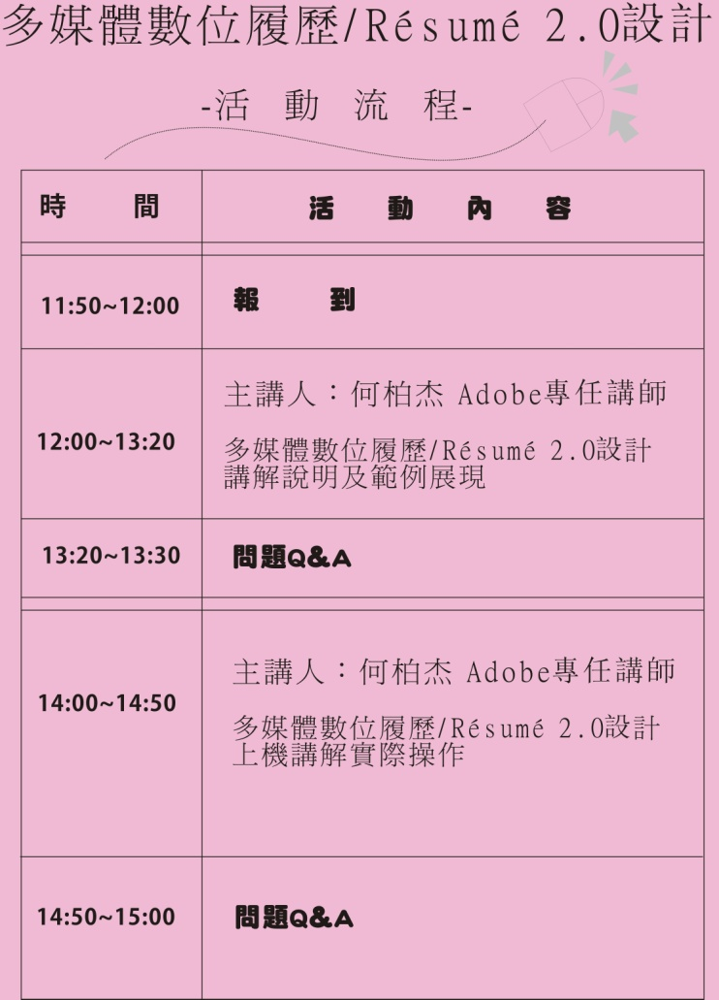 多媒體數位履歷/Résumé 2.0設計
-活 動 流 程-
時 間 活 動 內 容
11:50~12:00 報 到
12:00~13:20
主講人：何柏杰 Adobe專任講師
多媒體數位履歷/Résumé 2.0設計
講解說明及範例展現
13:20~13:30 問題Q&A
14:00~14:50
主講人：何柏杰 Adobe專任講師
多媒體數位履歷/Résumé 2.0設計
上機講解實際操作
14:50~15:00 問題Q&A